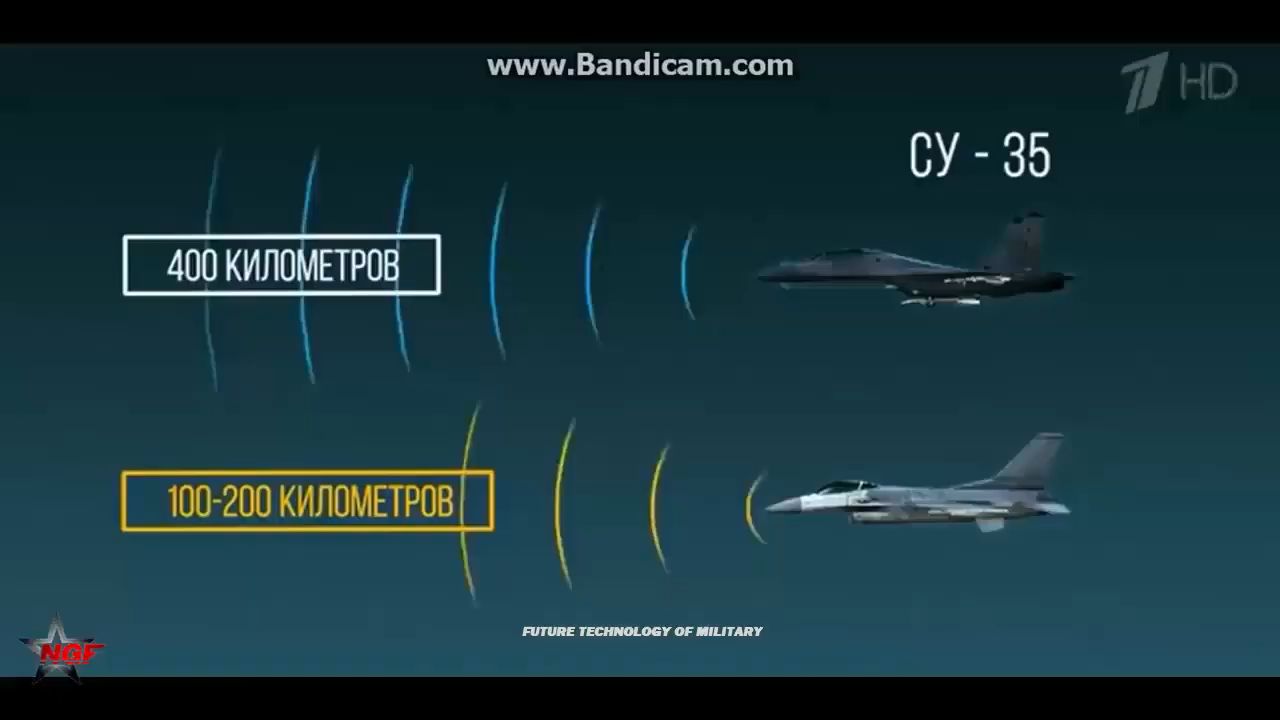 www.Bandicam.com
HD
СУ - 35
400 КИЛОМЕТРОВ
100-200 КИЛОМЕТРОВ
FUTURE TECHNOLOGY OF MILITARY
NGF